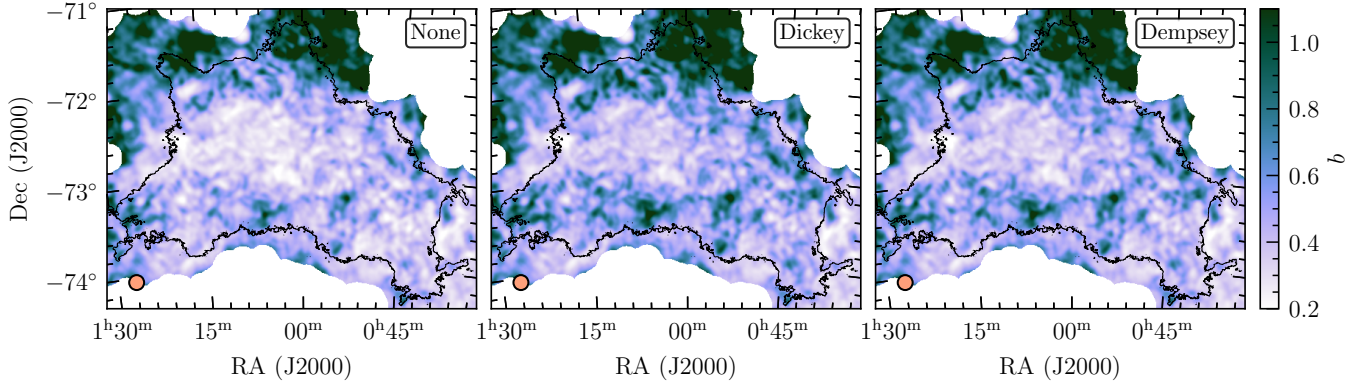 −71°
−72°
−73°
−74°
Dec (J2000)
None
Dickey
Dempsey
1ʰ30ᵐ 15ᵐ 00ᵐ 0ʰ45ᵐ
1ʰ30ᵐ 15ᵐ 00ᵐ 0ʰ45ᵐ
1ʰ30ᵐ 15ᵐ 00ᵐ 0ʰ45ᵐ
RA (J2000)
RA (J2000)
RA (J2000)
1.0
0.8
0.6
0.4
0.2
b